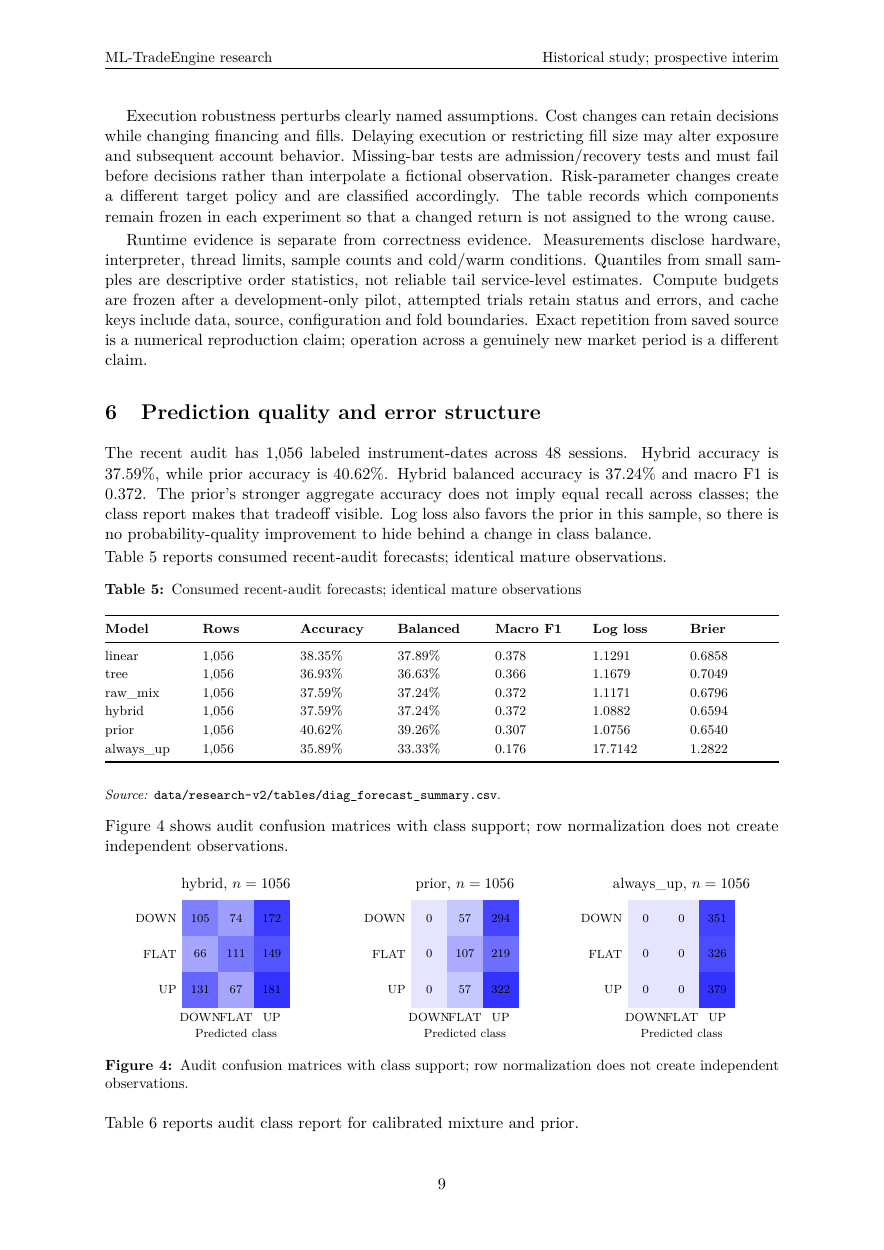 ML-TradeEngine research Historical study; prospective interim
Execution robustness perturbs clearly named assumptions. Cost changes can retain decisions
while changing financing and fills. Delaying execution or restricting fill size may alter exposure
and subsequent account behavior. Missing-bar tests are admission/recovery tests and must fail
before decisions rather than interpolate a fictional observation. Risk-parameter changes create
a different target policy and are classified accordingly. The table records which components
remain frozen in each experiment so that a changed return is not assigned to the wrong cause.
Runtime evidence is separate from correctness evidence. Measurements disclose hardware,
interpreter, thread limits, sample counts and cold/warm conditions. Quantiles from small sam-
ples are descriptive order statistics, not reliable tail service-level estimates. Compute budgets
are frozen after a development-only pilot, attempted trials retain status and errors, and cache
keys include data, source, configuration and fold boundaries. Exact repetition from saved source
is a numerical reproduction claim; operation across a genuinely new market period is a different
claim.
6 Prediction quality and error structure
The recent audit has 1,056 labeled instrument-dates across 48 sessions. Hybrid accuracy is
37.59%, while prior accuracy is 40.62%. Hybrid balanced accuracy is 37.24% and macro F1 is
0.372. The prior's stronger aggregate accuracy does not imply equal recall across classes; the
class report makes that tradeoff visible. Log loss also favors the prior in this sample, so there is
no probability-quality improvement to hide behind a change in class balance.
Table 5 reports consumed recent-audit forecasts; identical mature observations.
Table 5: Consumed recent-audit forecasts; identical mature observations
Model Rows Accuracy Balanced Macro F1 Log loss Brier
linear 1,056 38.35% 37.89% 0.378 1.1291 0.6858
tree 1,056 36.93% 36.63% 0.366 1.1679 0.7049
raw_mix 1,056 37.59% 37.24% 0.372 1.1171 0.6796
hybrid 1,056 37.59% 37.24% 0.372 1.0882 0.6594
prior 1,056 40.62% 39.26% 0.307 1.0756 0.6540
always_up 1,056 35.89% 33.33% 0.176 17.7142 1.2822
Source: data/research-v2/tables/diag_forecast_summary.csv.
Figure 4 shows audit confusion matrices with class support; row normalization does not create
independent observations.
hybrid, n = 1056 prior, n = 1056 always_up, n = 1056
DOWN 105 74 172 DOWN 0 57 294 DOWN 0 0 351
FLAT 66 111 149 FLAT 0 107 219 FLAT 0 0 326
UP 131 67 181 UP 0 57 322 UP 0 0 379
DOWN FLAT UP DOWN FLAT UP DOWN FLAT UP
Predicted class Predicted class Predicted class
Figure 4: Audit confusion matrices with class support; row normalization does not create independent
observations.
Table 6 reports audit class report for calibrated mixture and prior.
9